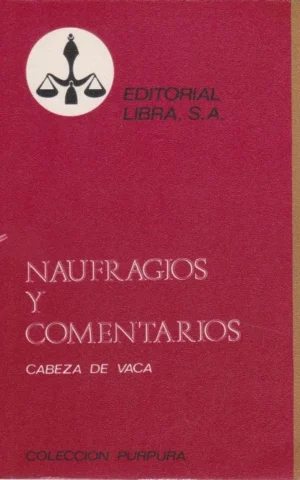 EDITORIAL
LIBRA, S.A.
NAUFRAGIOS
Y
COMENTARIOS
CABEZA DE VACA
COLECCION PURPURA